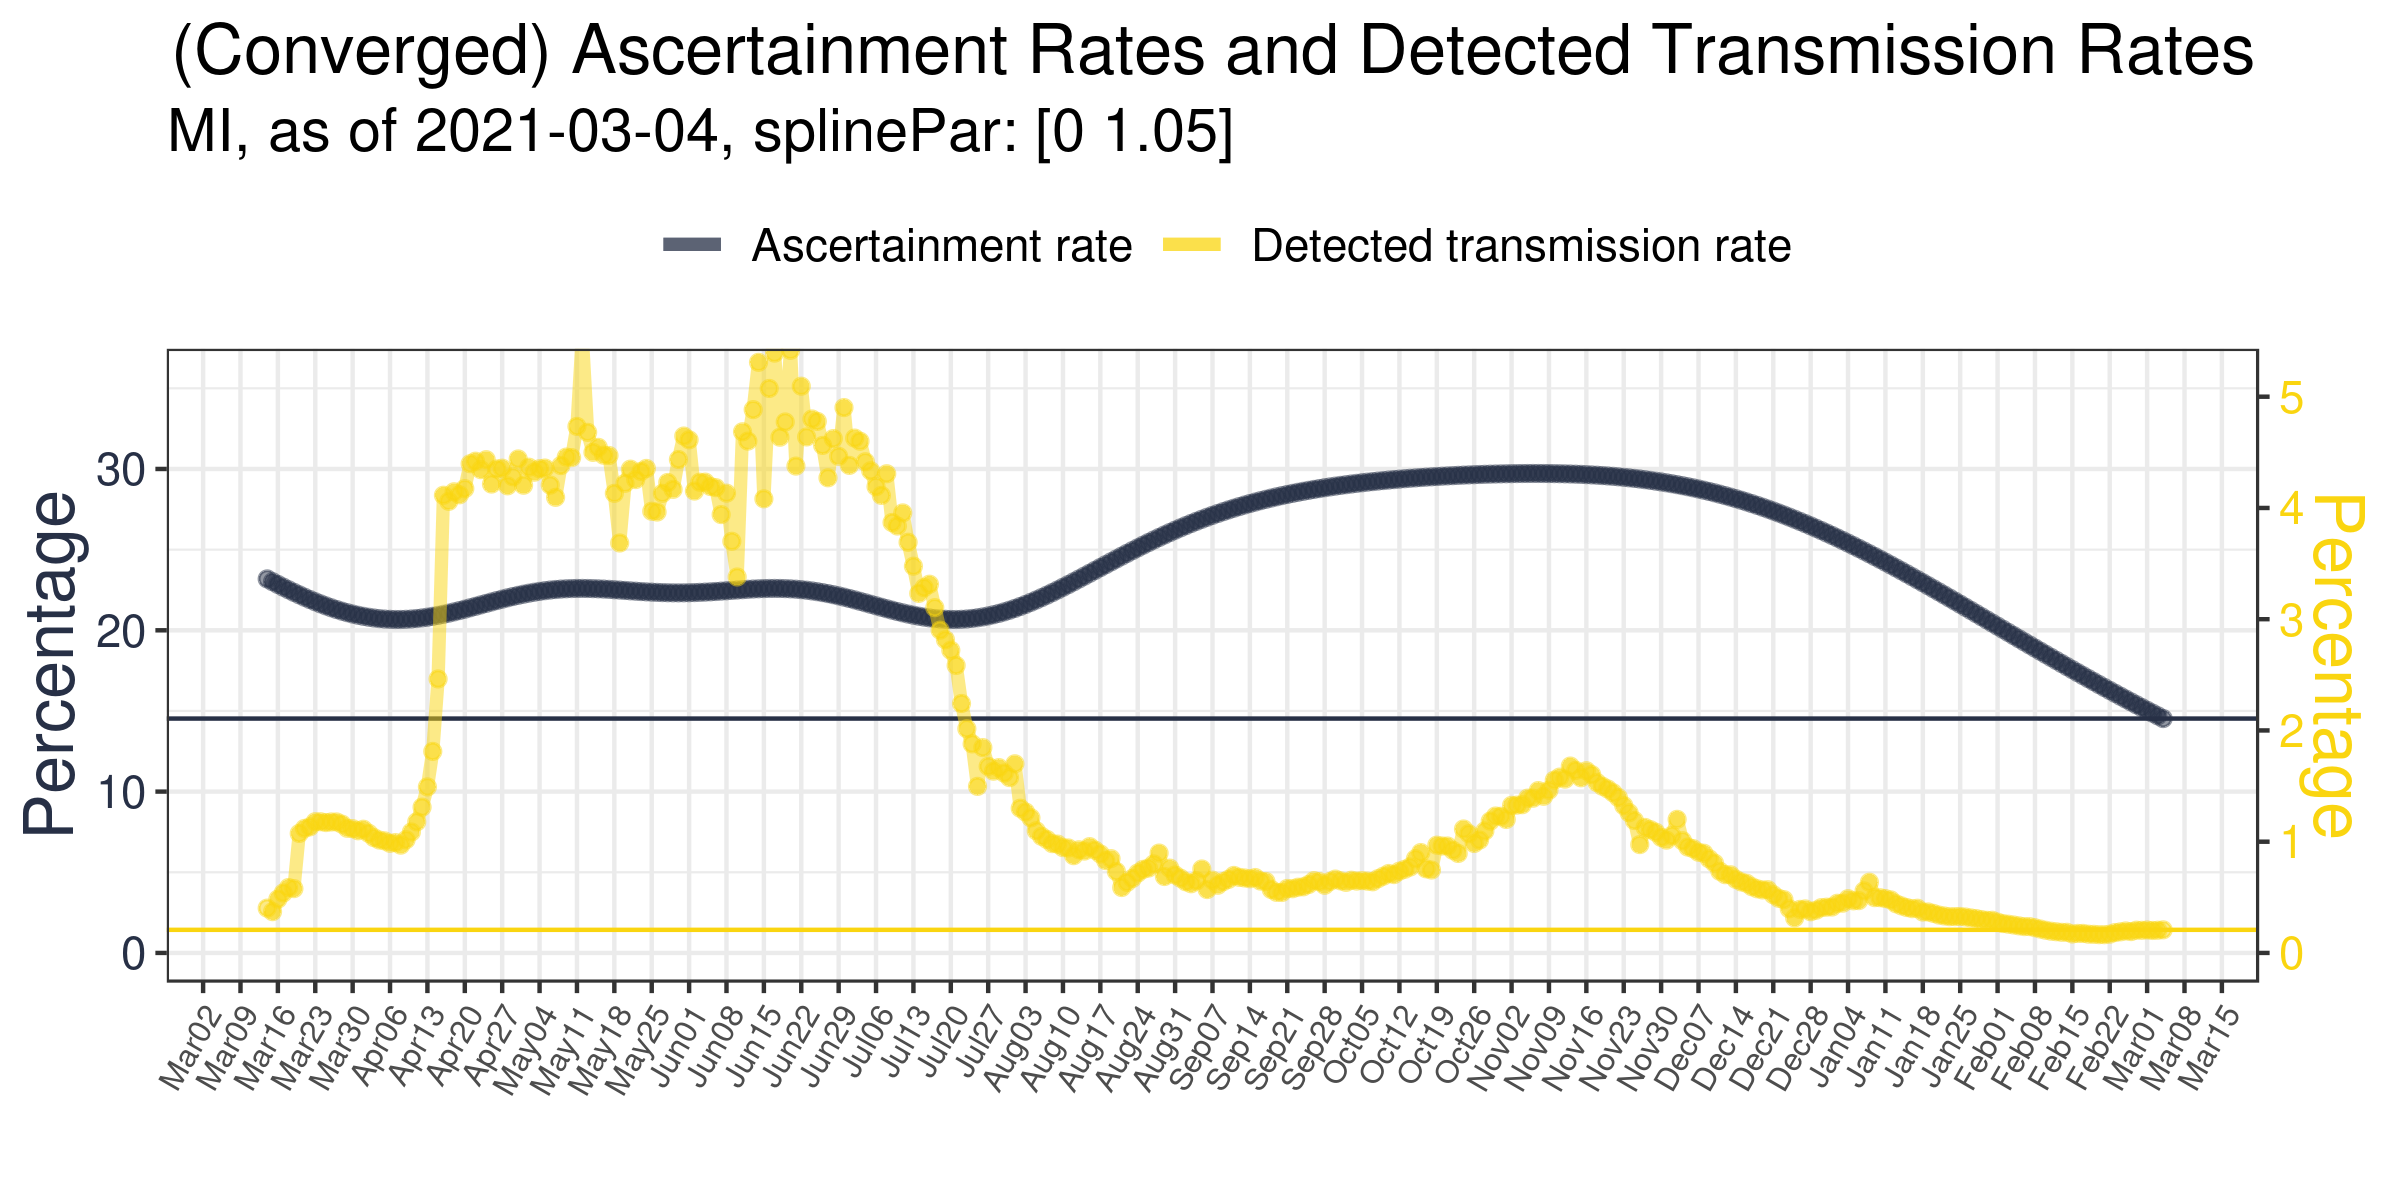 (Converged) Ascertainment Rates and Detected Transmission Rates
MI, as of 2021-03-04, splinePar: [0 1.05]
Ascertainment rate Detected transmission rate
Percentage
30
20
10
0
5
4
3
2
1
0
Percentage
Mar02 Mar09 Mar16 Mar23 Mar30 Apr06 Apr13 Apr20 Apr27 May04 May11 May18 May25 Jun01 Jun08 Jun15 Jun22 Jun29 Jul06 Jul13 Jul20 Jul27 Aug03 Aug10 Aug17 Aug24 Aug31 Sep07 Sep14 Sep21 Sep28 Oct05 Oct12 Oct19 Oct26 Nov02 Nov09 Nov16 Nov23 Nov30 Dec07 Dec14 Dec21 Dec28 Jan04 Jan11 Jan18 Jan25 Feb01 Feb08 Feb15 Feb22 Mar01 Mar08 Mar15